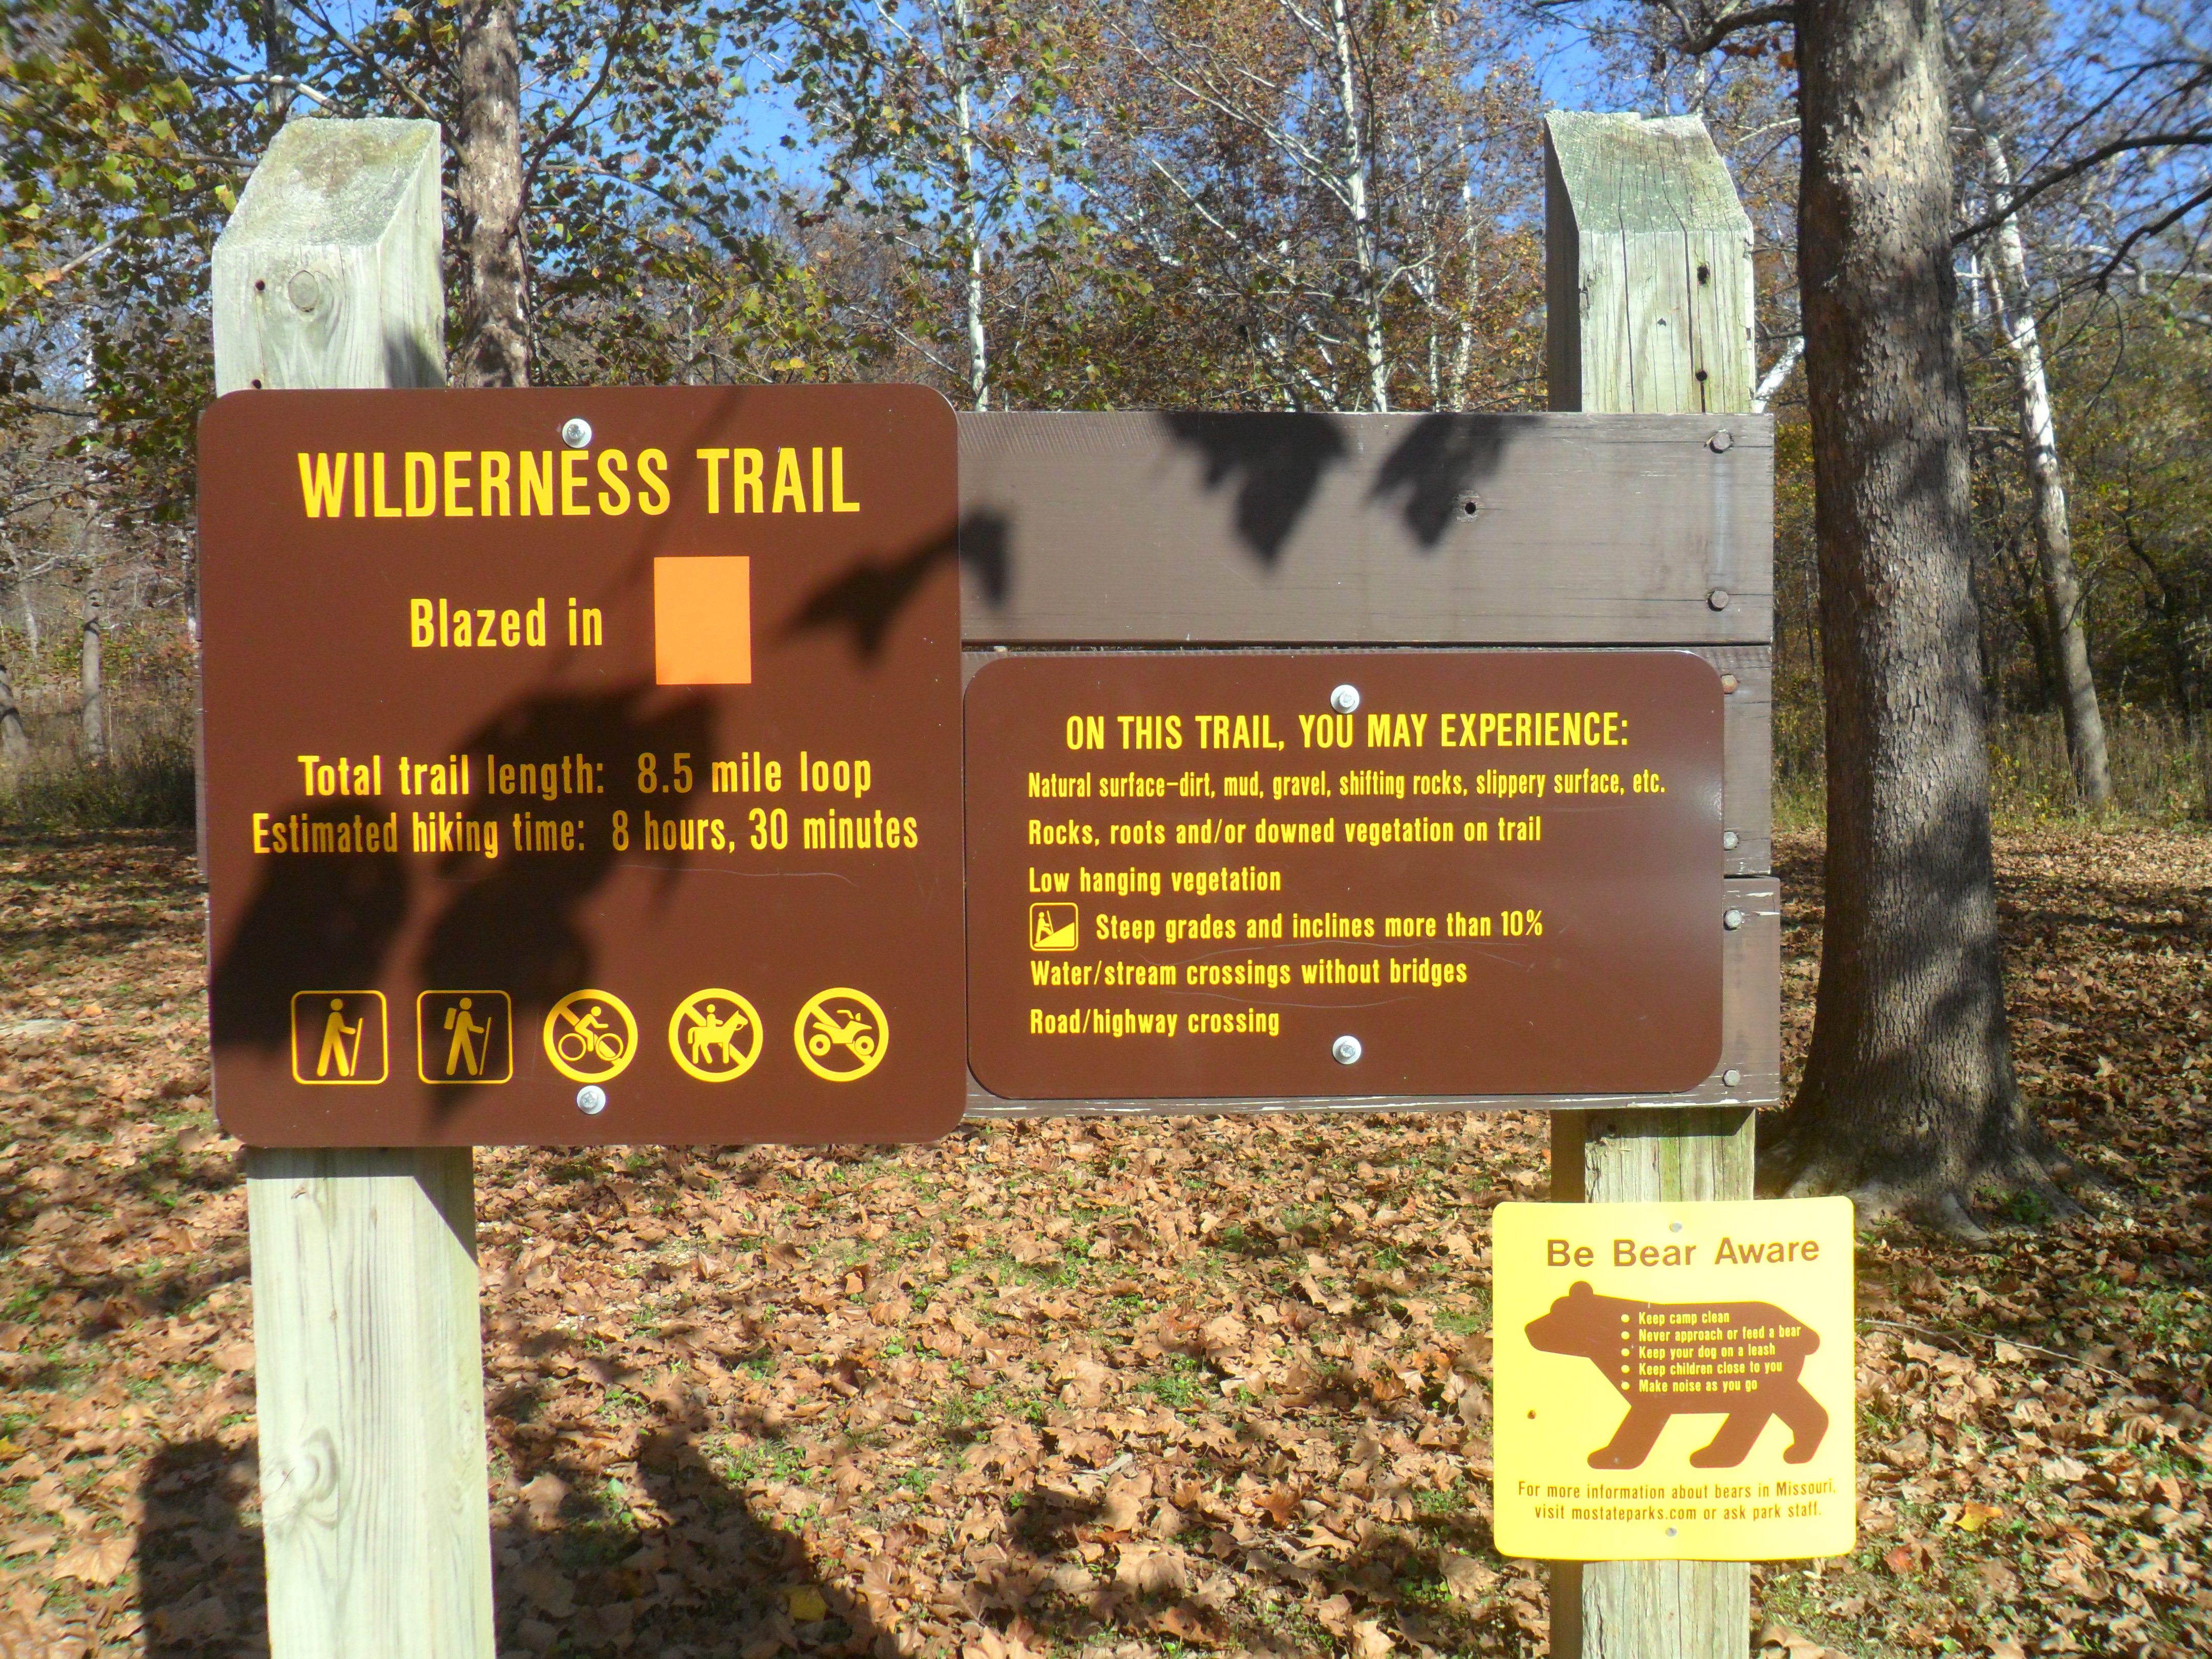 WILDERNESS TRAIL
Blazed in
Total trail length: 8.5 mile loop
Estimated hiking time: 8 hours, 30 minutes
ON THIS TRAIL, YOU MAY EXPERIENCE:
Natural surface–dirt, mud, gravel, shifting rocks, slippery surface, etc.
Rocks, roots and/or downed vegetation on trail
Low hanging vegetation
Steep grades and inclines more than 10%
Water/stream crossings without bridges
Road/highway crossing
Be Bear Aware
• Keep camp clean
• Never approach or feed a bear
• Keep your dog on a leash
• Keep children close to you
• Make noise as you go
For more information about bears in Missouri,
visit mostateparks.com or ask park staff.